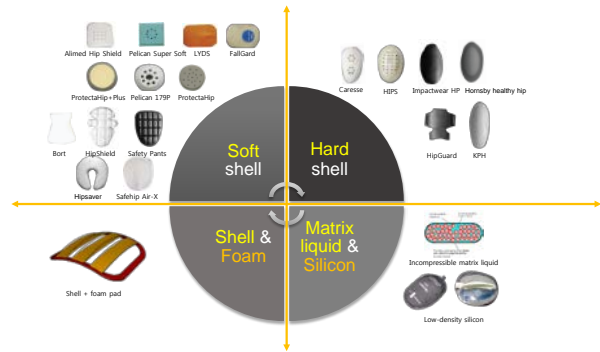 Alimed Hip Shield Pelican Super Soft LYDS FallGard
ProtectaHip+Plus Pelican 179P ProtectaHip
Bort HipShield Safety Pants
Hipsaver Safehip Air-X
Caresse HIPS Impactwear HP Hornsby healthy hip
HipGuard KPH
Soft
shell
Hard
shell
Shell &
Foam
Matrix
liquid &
Silicon
Shell + foam pad
Incompressible matrix liquid
Low-density silicon